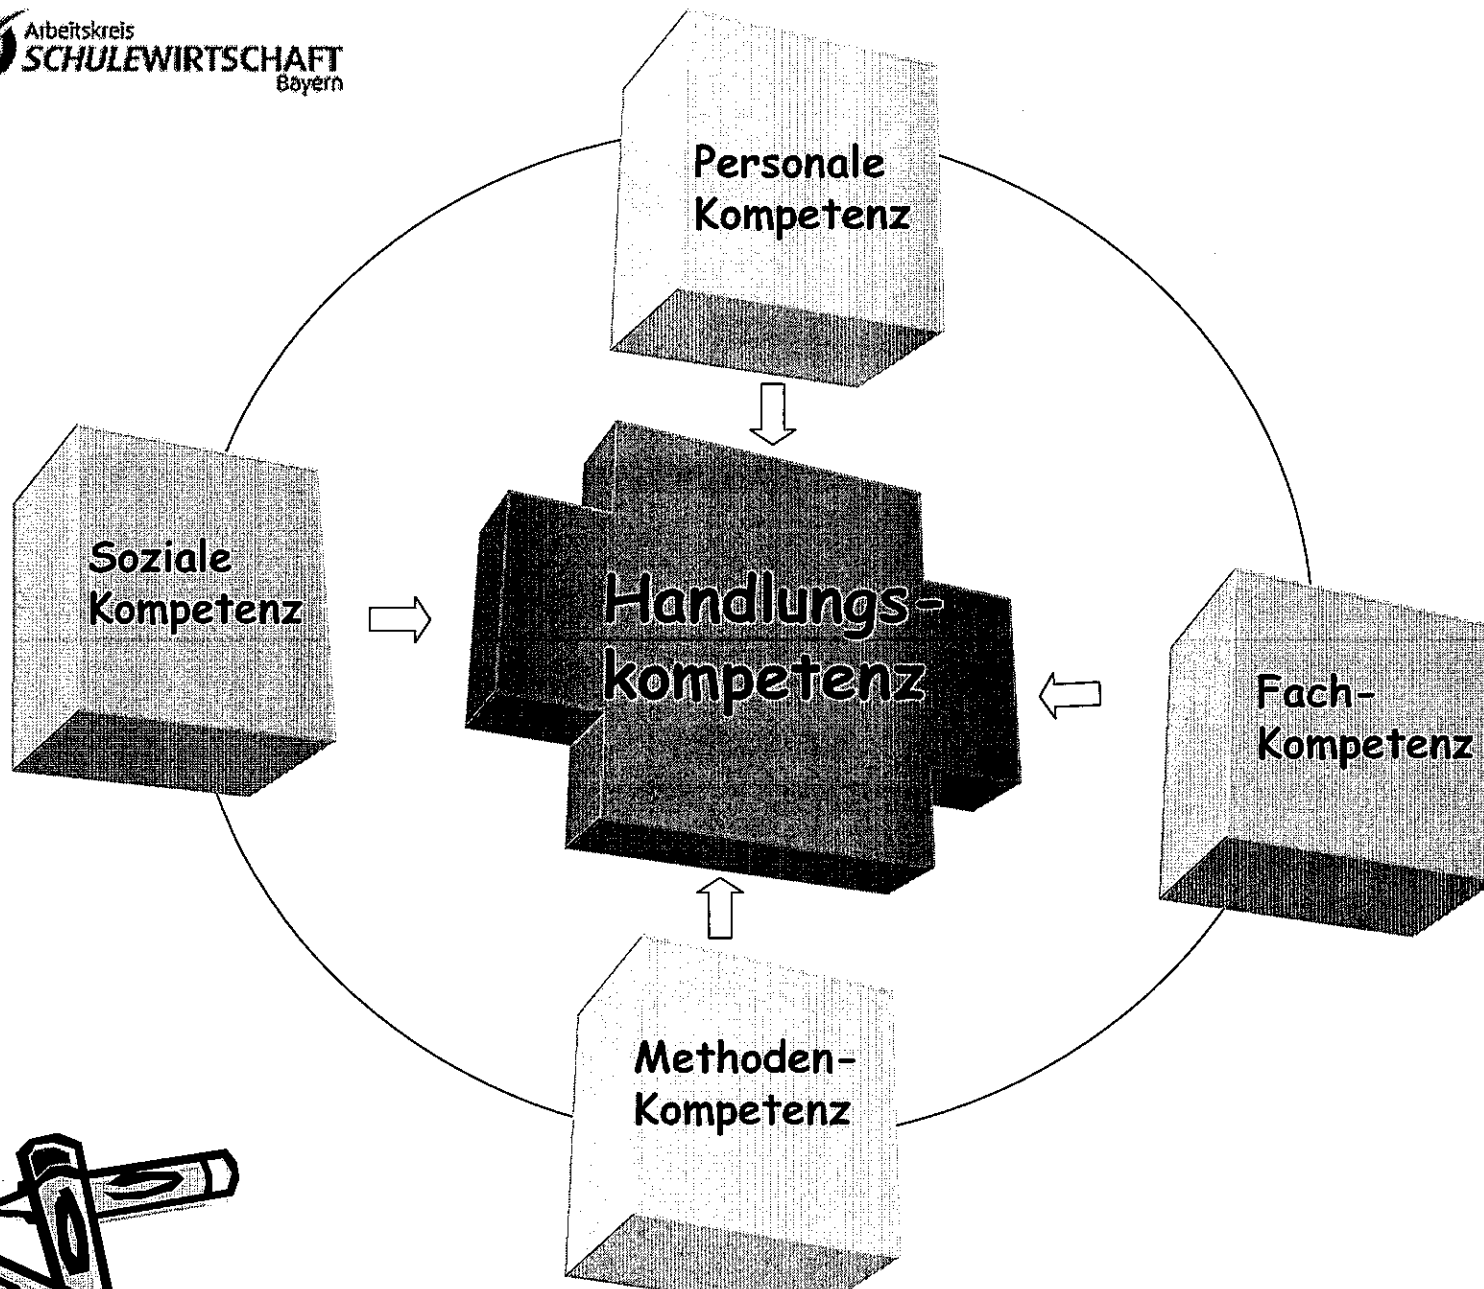 Arbeitskreis
SCHULEWIRTSCHAFT
Bayern
Personale
Kompetenz
Soziale
Kompetenz
Handlungs-
kompetenz
Fach-
Kompetenz
Methoden-
Kompetenz